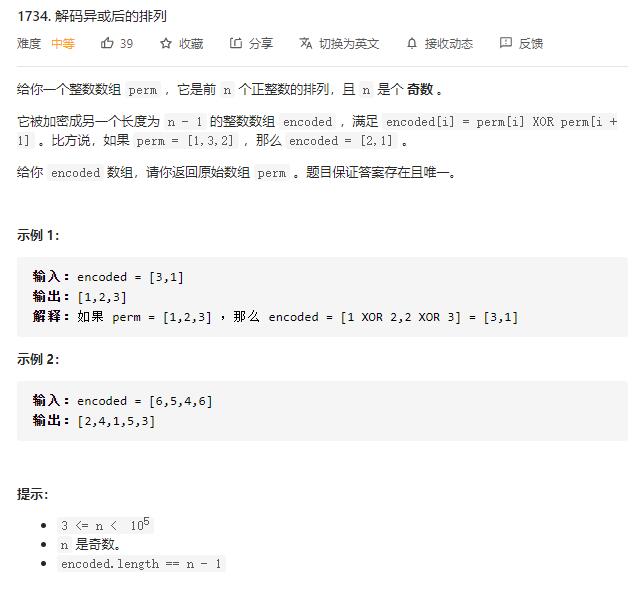 1734. 解码异或后的排列
难度 中等 39 收藏 分享 切换为英文 接收动态 反馈
给你一个整数数组 perm ，它是前 n 个正整数的排列，且 n 是个 奇数 。
它被加密成另一个长度为 n - 1 的整数数组 encoded ，满足 encoded[i] = perm[i] XOR perm[i +
1] 。比方说，如果 perm = [1,3,2] ，那么 encoded = [2,1] 。
给你 encoded 数组，请你返回原始数组 perm 。题目保证答案存在且唯一。
示例 1：
输入：encoded = [3,1]
输出：[1,2,3]
解释：如果 perm = [1,2,3] ，那么 encoded = [1 XOR 2,2 XOR 3] = [3,1]
示例 2：
输入：encoded = [6,5,4,6]
输出：[2,4,1,5,3]
提示：
• 3 <= n < 10⁵
• n 是奇数。
• encoded.length == n - 1